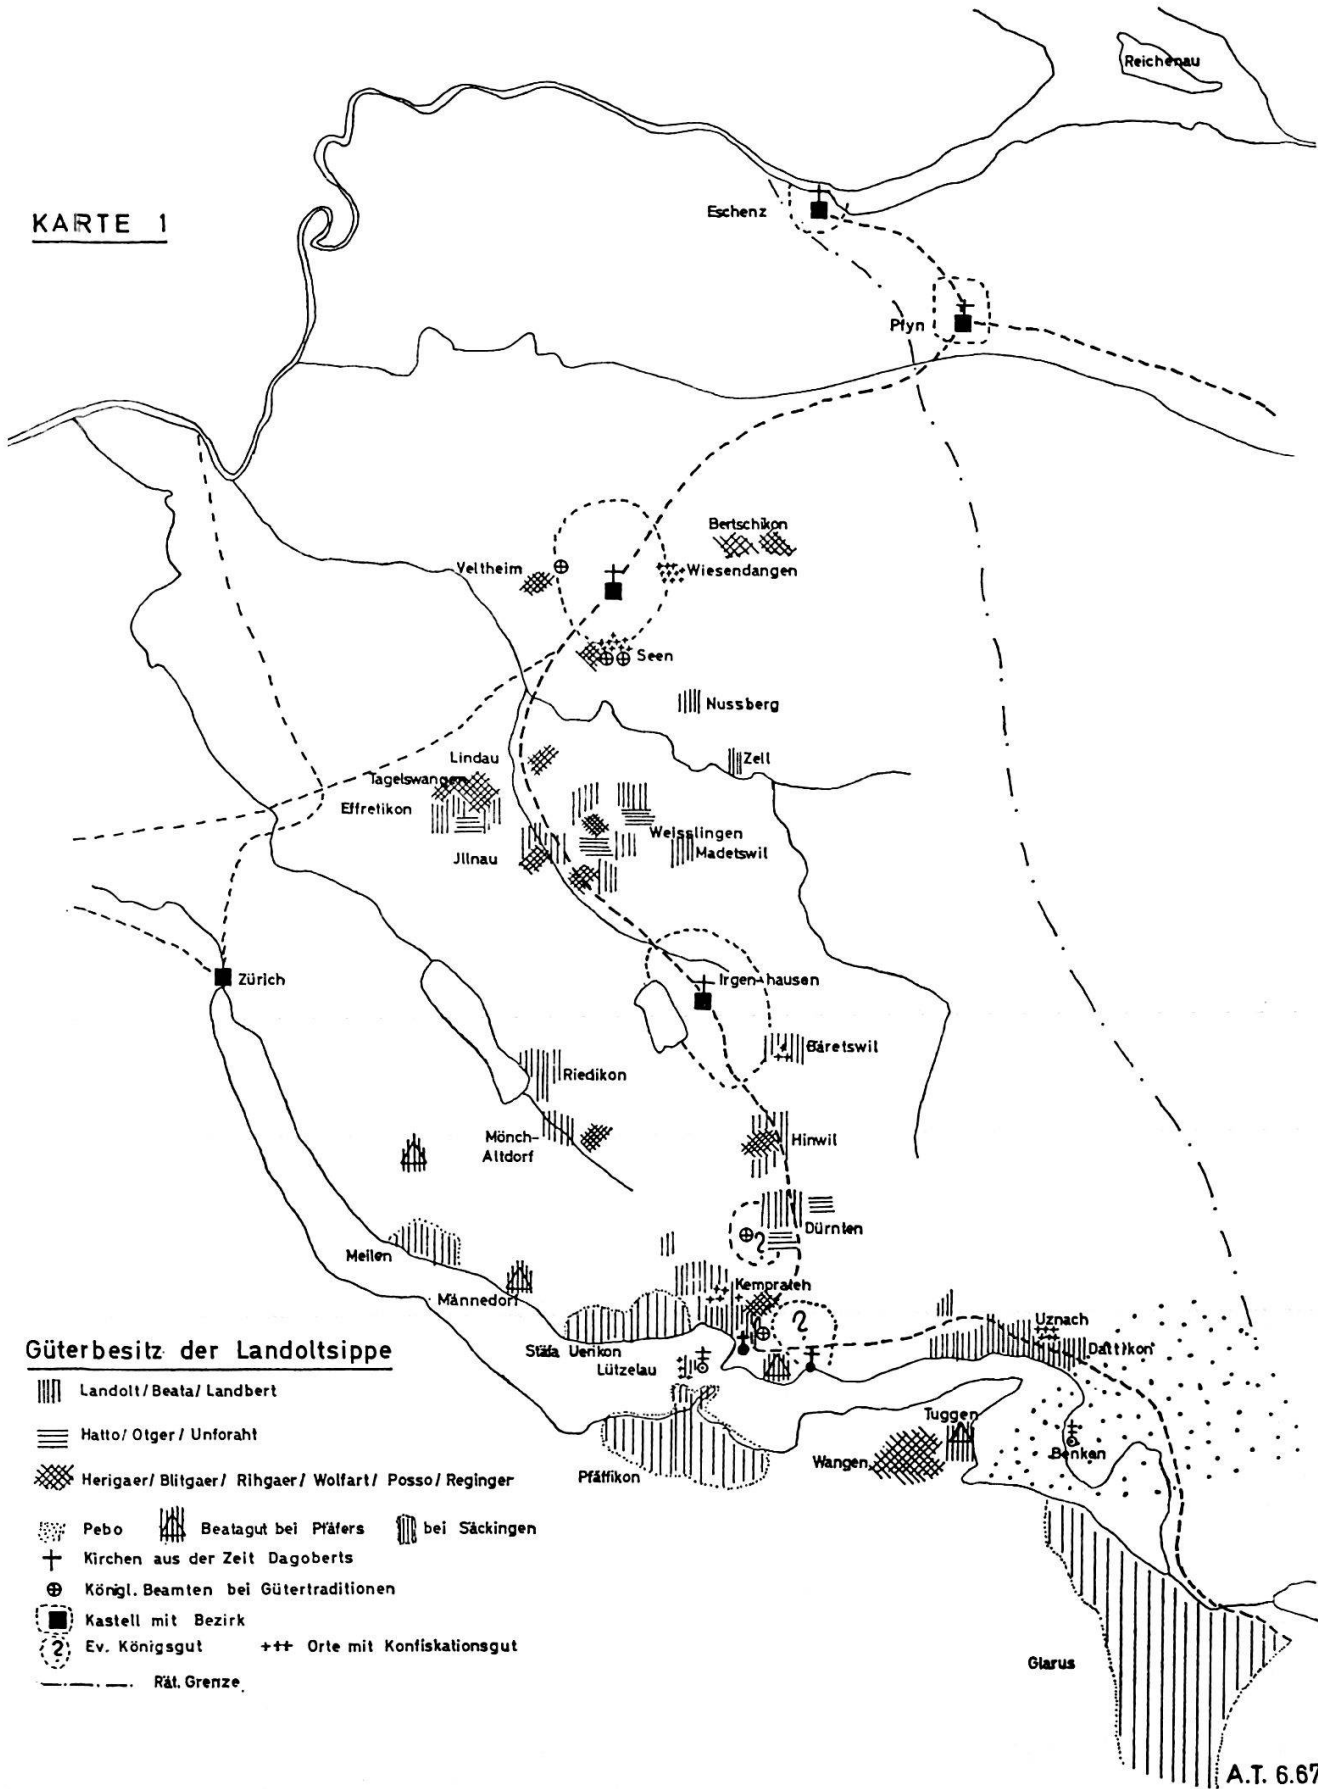 Reichenau
KARTE 1
Eschenz
Pfyn
Bertschikon
Veltheim
Wiesendangen
Seen
Nussberg
Lindau
Zell
Tagelswangen
Effretikon
Weisslingen
Jllnau
Madetswil
Zürich
Irgenhausen
Bäretswil
Riedikon
Mönch-
Altdorf
Hinwil
Dürnten
?
Meilen
Kempraten
Männedorf
?
Uznach
Stäfa Uerikon
Dattikon
Lützelau
Tuggen
Benkan
Wangen
Pfäffikon
Glarus
Güterbesitz der Landoltsippe
Landolt/Beata/Landbert
Hatto/Otger/Unforaht
Herigaer/Blitgaer/Rihgaer/Wolfart/Posso/Reginger
Pebo Beatagut bei Pfäfers bei Säckingen
Kirchen aus der Zeit Dagoberts
Königl. Beamten bei Gütertraditionen
Kastell mit Bezirk
? Ev. Königsgut Orte mit Konfiskationsgut
Rät. Grenze
A.T. 6.67